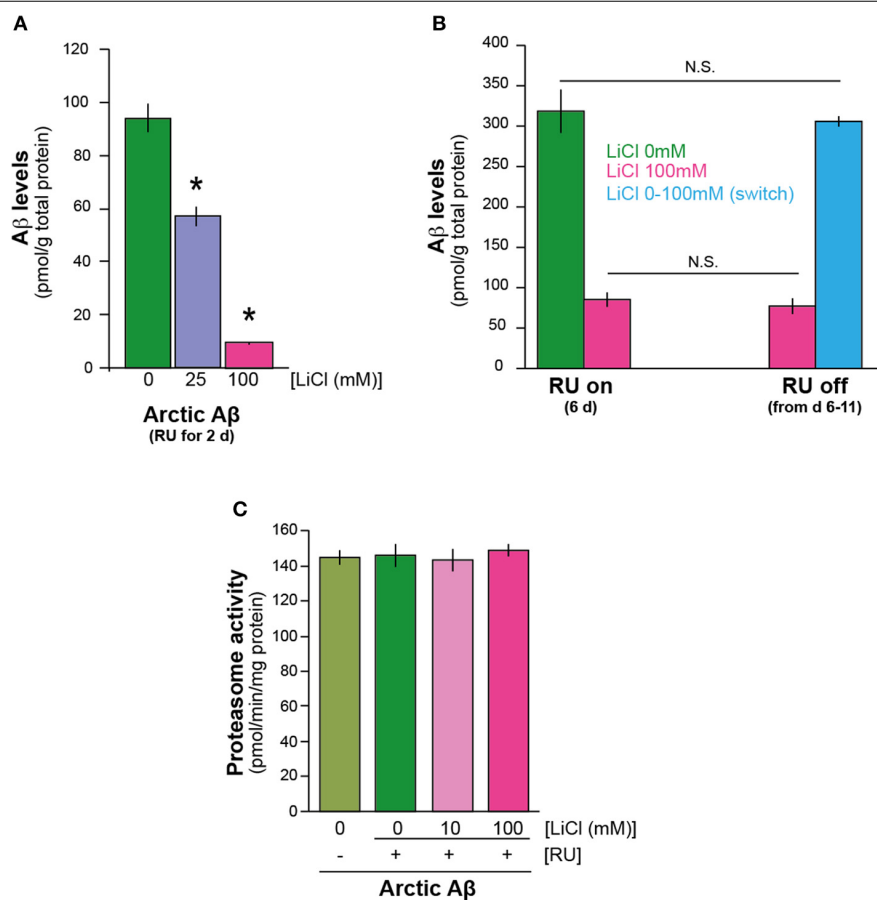 A
120
100
80
60
40
20
0
Aβ levels
(pmol/g total protein)
*
*
0 25 100 [LiCl (mM)]
Arctic Aβ
(RU for 2 d)
B
400
350
300
250
200
150
100
50
0
Aβ levels
(pmol/g total protein)
N.S.
LiCl 0mM
LiCl 100mM
LiCl 0-100mM (switch)
N.S.
RU on
(6 d)
RU off
(from d 6-11)
C
160
140
120
100
80
60
40
20
0
Proteasome activity
(pmol/min/mg protein)
0 0 10 100 [LiCl (mM)]
- + + + [RU]
Arctic Aβ